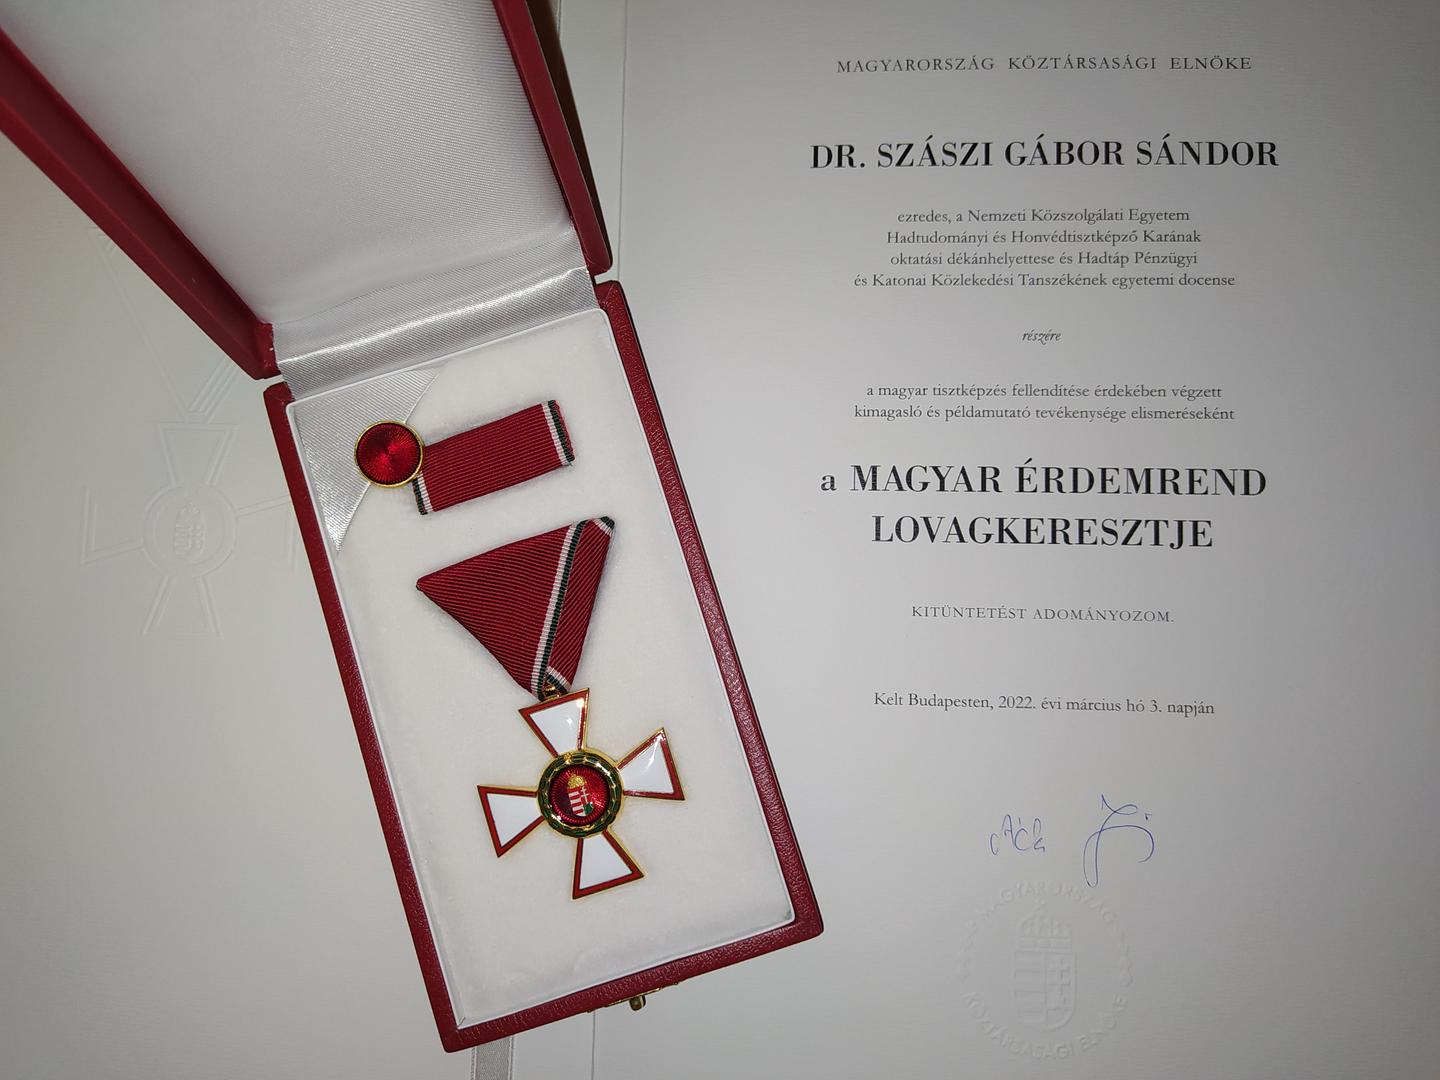 MAGYARORSZÁG KÖZTÁRSASÁGI ELNÖKE
DR. SZÁSZI GÁBOR SÁNDOR
ezredes, a Nemzeti Közszolgálati Egyetem
Hadtudományi és Honvédtisztképző Karának
oktatási dékánhelyettese és Hadtáp Pénzügyi
és Katonai Közlekedési Tanszékének egyetemi docense
részére
a magyar tisztképzés fellendítése érdekében végzett
kimagasló és példamutató tevékenysége elismeréseként
a MAGYAR ÉRDEMREND
LOVAGKERESZTJE
KITÜNTETÉST ADOMÁNYOZOM.
Kelt Budapesten, 2022. évi március hó 3. napján
MAGYARORSZÁG
KÖZTÁRSASÁGI ELNÖKE